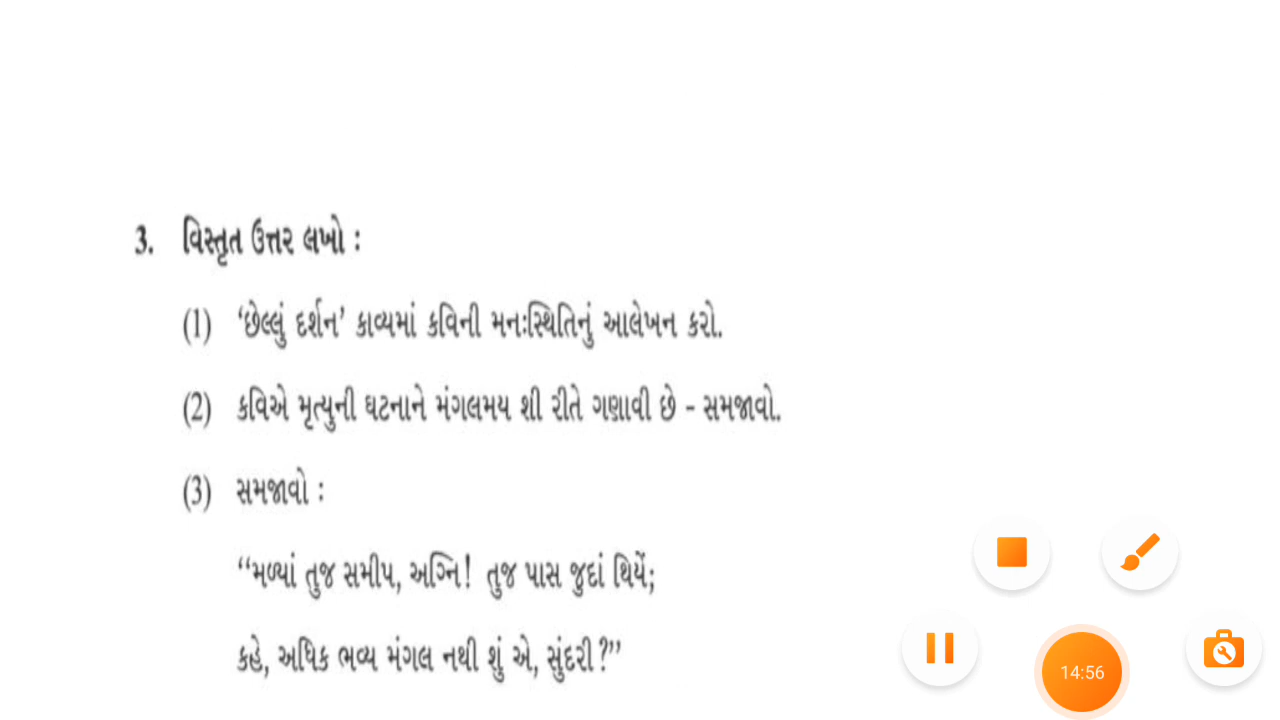 3. વિસ્તૃત ઉત્તર લખો :
(1) ‘છેલ્લું દર્શન’ કાવ્યમાં કવિની મનઃસ્થિતિનું આલેખન કરો.
(2) કવિએ મૃત્યુની ઘટનાને મંગલમય શી રીતે ગણાવી છે - સમજાવો.
(3) સમજાવો :
“મળ્યાં તુજ સમીપ, અગ્નિ! તુજ પાસ જુદાં થિયેં;
કહે, અધિક ભવ્ય મંગલ નથી શું એ, સુંદરી?”
14:56